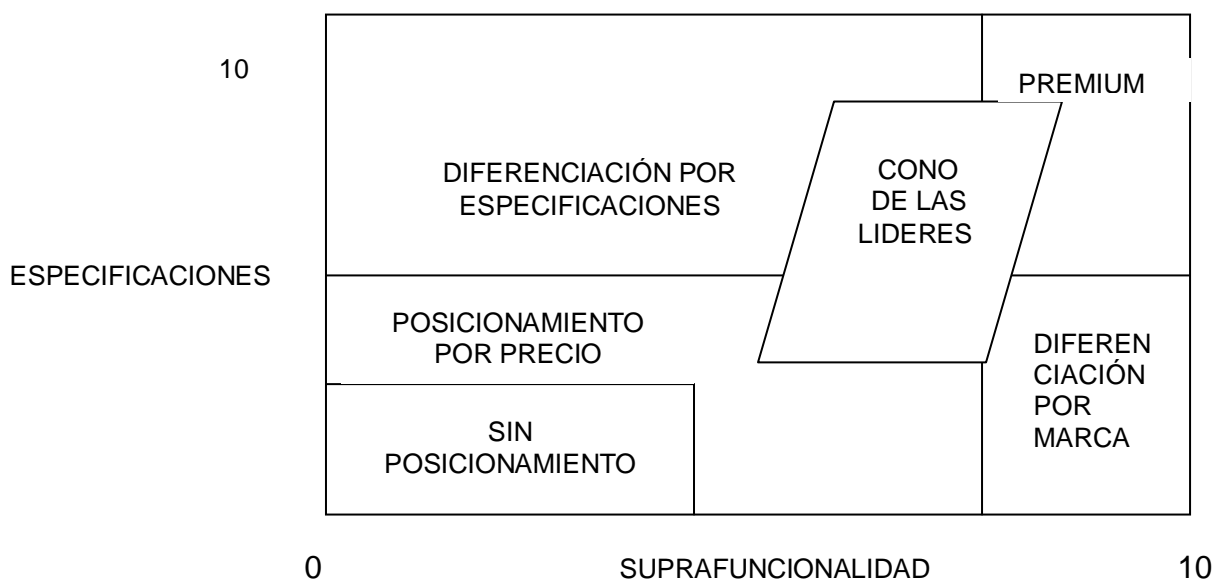 10
PREMIUM
DIFERENCIACIÓN POR
ESPECIFICACIONES
CONO
DE LAS
LIDERES
ESPECIFICACIONES
POSICIONAMIENTO
POR PRECIO
DIFEREN
CIACIÓN
POR
MARCA
SIN
POSICIONAMIENTO
0
SUPRAFUNCIONALIDAD
10